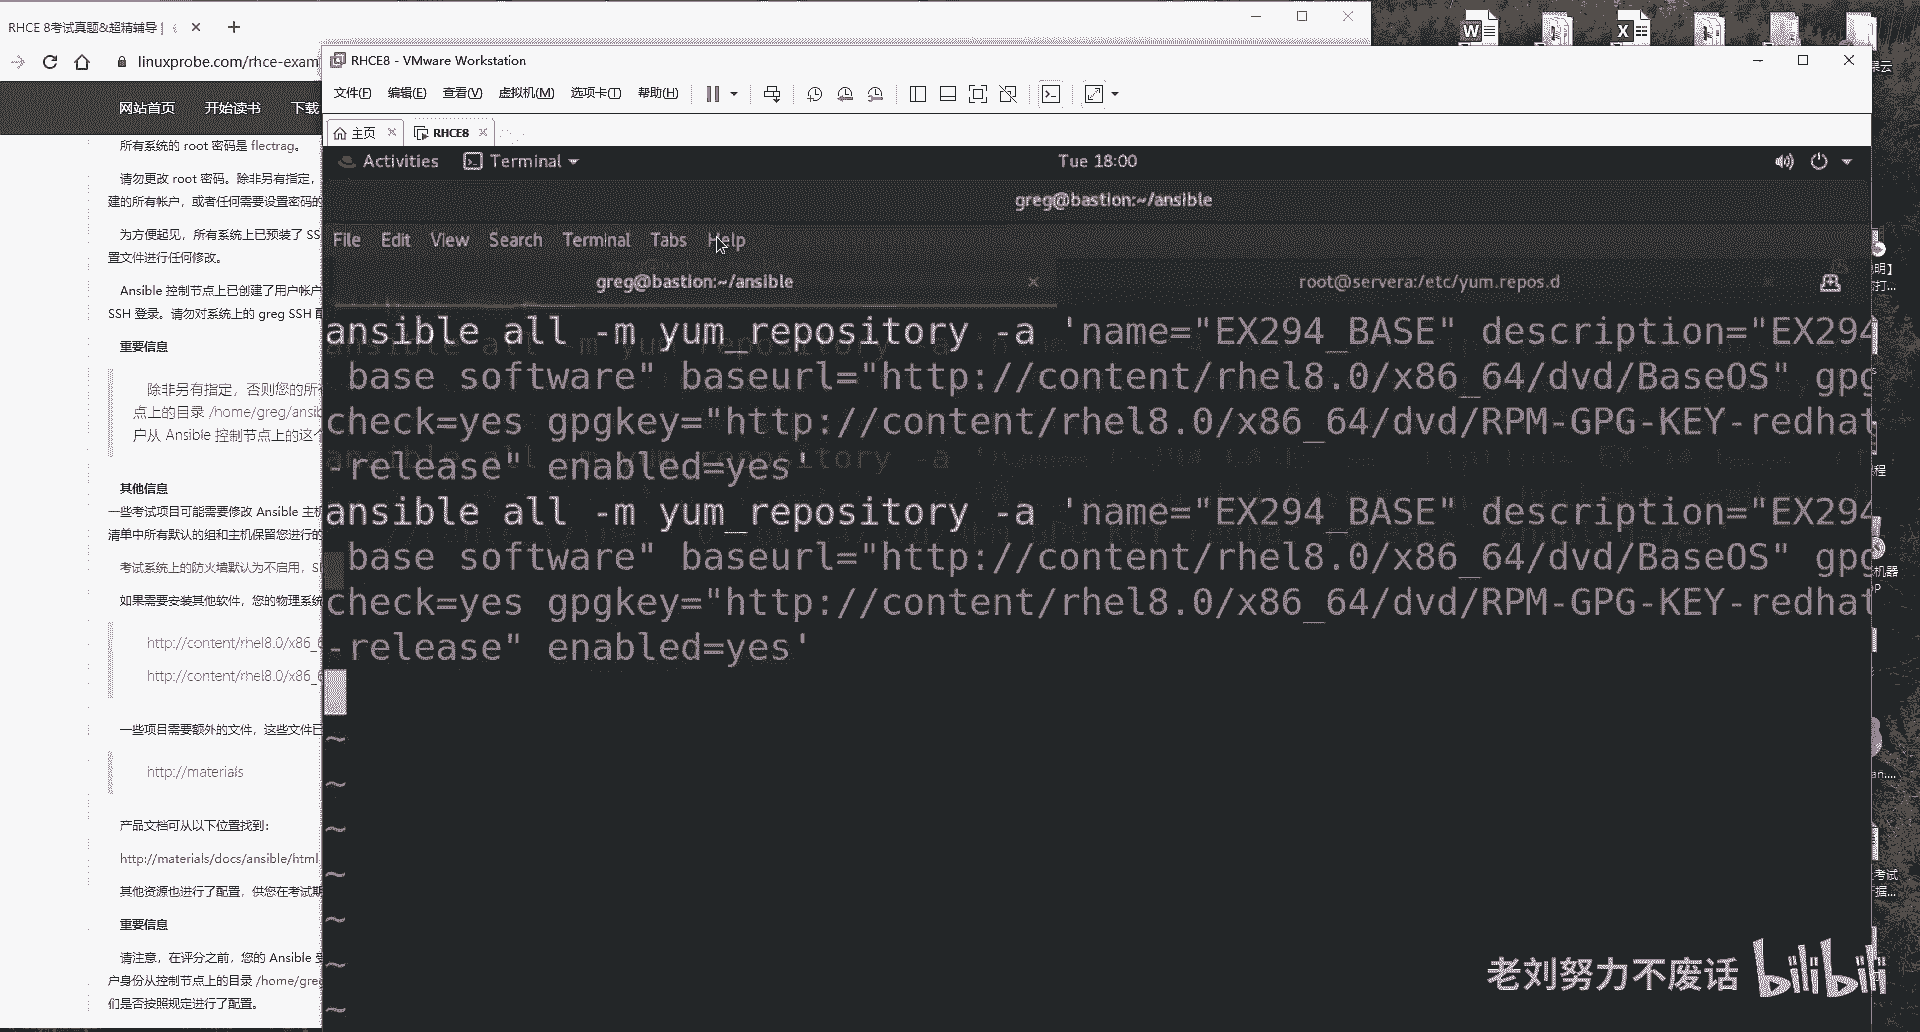 RHCE 8考试真题&超精辅导 |
linuxprobe.com/rhce-exam
网站首页 开始读书 下载
所有系统的 root 密码是 flectrag。
请勿更改 root 密码。除非另有指定，
建的所有帐户，或者任何需要设置密码的
为方便起见，所有系统上已预装了 SS
置文件进行任何修改。
Ansible 控制节点上已创建了用户帐户
SSH 登录。请勿对系统上的 greg SSH 配
重要信息
除非另有指定，否则您的所有
点上的目录 /home/greg/ansib
户从 Ansible 控制节点上的这个
其他信息
一些考试项目可能需要修改 Ansible 主机
清单中所有默认的组和主机保留您进行的
考试系统上的防火墙默认为不启用，SE
如果需要安装其他软件，您的物理系统
http://content/rhel8.0/x86_6
http://content/rhel8.0/x86_6
一些项目需要额外的文件，这些文件已
http://materials
产品文档可从以下位置找到：
http://materials/docs/ansible/html
其他资源也进行了配置，供您在考试期
重要信息
请注意，在评分之前，您的 Ansible 受
户身份从控制节点上的目录 /home/greg
们是否按照规定进行了配置。
RHCE8 - VMware Workstation
文件(F) 编辑(E) 查看(V) 虚拟机(M) 选项卡(T) 帮助(H)
主页 RHCE8
Activities Terminal Tue 18:00
greg@bastion:~/ansible
File Edit View Search Terminal Tabs Help
greg@bastion:~/ansible root@servera:/etc/yum.repos.d
ansible all -m yum_repository -a 'name="EX294_BASE" description="EX294
base software" baseurl="http://content/rhel8.0/x86_64/dvd/BaseOS" gpg
check=yes gpgkey="http://content/rhel8.0/x86_64/dvd/RPM-GPG-KEY-redhat
-release" enabled=yes'
ansible all -m yum_repository -a 'name="EX294_BASE" description="EX294
base software" baseurl="http://content/rhel8.0/x86_64/dvd/BaseOS" gpg
check=yes gpgkey="http://content/rhel8.0/x86_64/dvd/RPM-GPG-KEY-redhat
-release" enabled=yes'
~
~
~
~
~
~
~
老刘努力不废话 bilibili